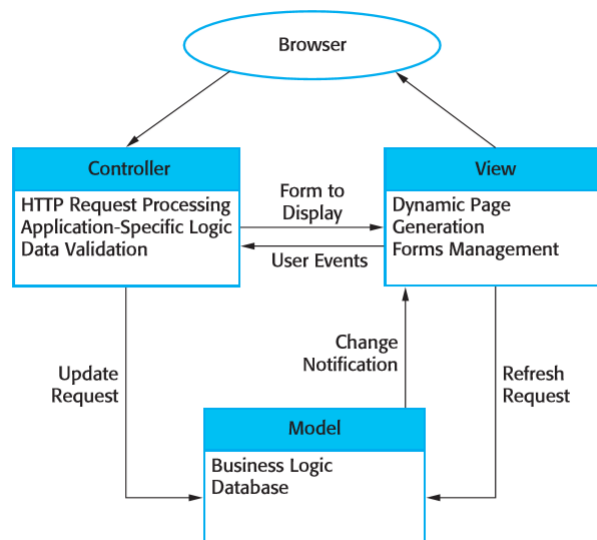 Browser
Controller
HTTP Request Processing
Application-Specific Logic
Data Validation
Form to
Display
User Events
View
Dynamic Page
Generation
Forms Management
Update
Request
Change
Notification
Refresh
Request
Model
Business Logic
Database